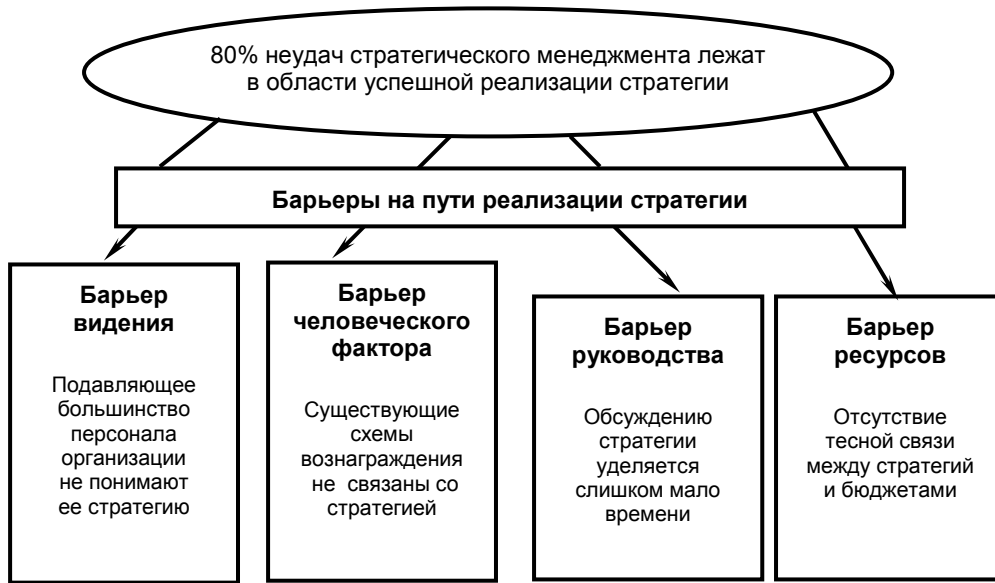 80% неудач стратегического менеджмента лежат
в области успешной реализации стратегии
Барьеры на пути реализации стратегии
Барьер
видения
Подавляющее
большинство
персонала
организации
не понимают
ее стратегию
Барьер
человеческого
фактора
Существующие
схемы
вознаграждения
не связаны со
стратегией
Барьер
руководства
Обсуждению
стратегии
уделяется
слишком мало
времени
Барьер
ресурсов
Отсутствие
тесной связи
между стратегий
и бюджетами